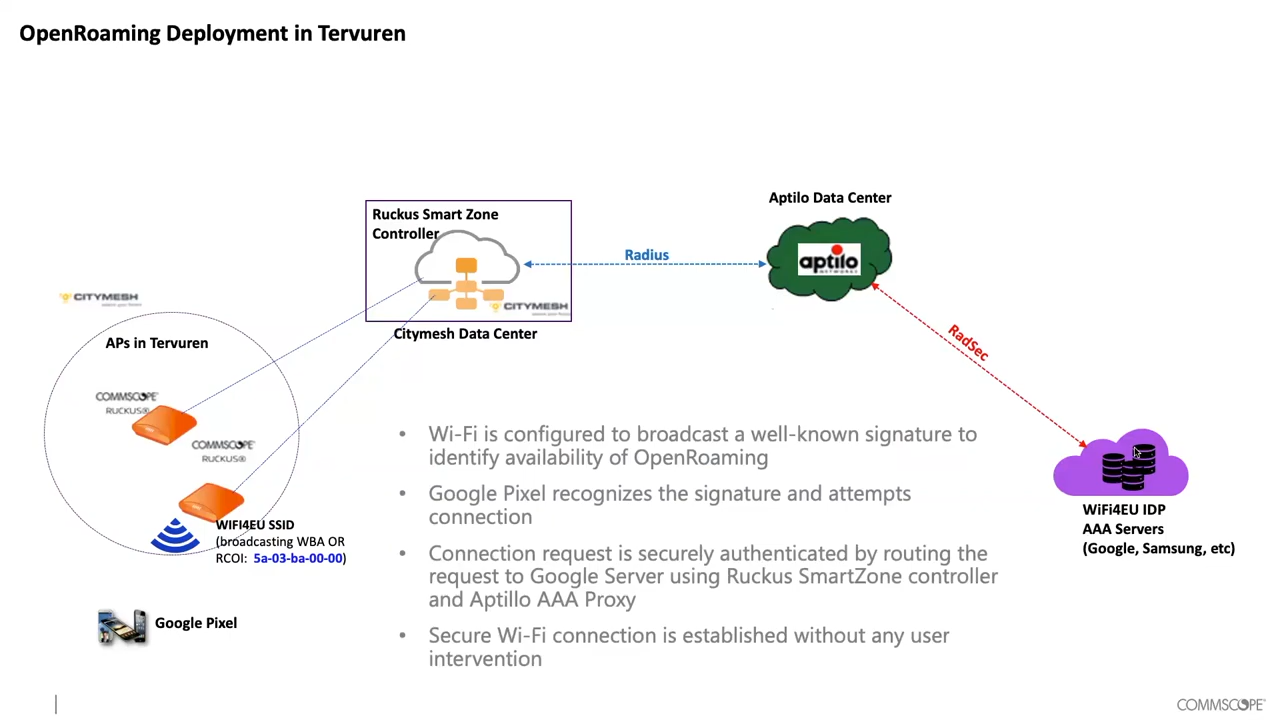 OpenRoaming Deployment in Tervuren
Aptilo Data Center
Ruckus Smart Zone
Controller
aptilo
NETWORKS
Radius
CITYMESH
CITYMESH
Citymesh Data Center
RadSec
APs in Tervuren
COMMSCOPE®
RUCKUS®
COMMSCOPE®
RUCKUS®
WIFI4EU SSID
(broadcasting WBA OR
RCOI: 5a-03-ba-00-00)
Google Pixel
• Wi-Fi is configured to broadcast a well-known signature to
identify availability of OpenRoaming
• Google Pixel recognizes the signature and attempts
connection
• Connection request is securely authenticated by routing the
request to Google Server using Ruckus SmartZone controller
and Aptillo AAA Proxy
• Secure Wi-Fi connection is established without any user
intervention
WiFi4EU IDP
AAA Servers
(Google, Samsung, etc)
COMMSCOPE®